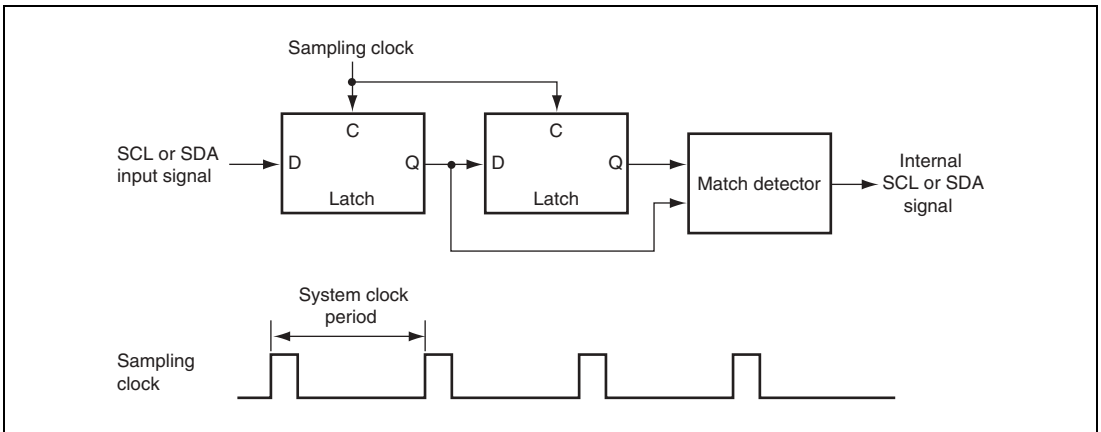 Sampling clock
C
C
SCL or SDA
input signal
D
Q
D
Q
Latch
Latch
Match detector
Internal
SCL or SDA
signal
System clock
period
Sampling
clock